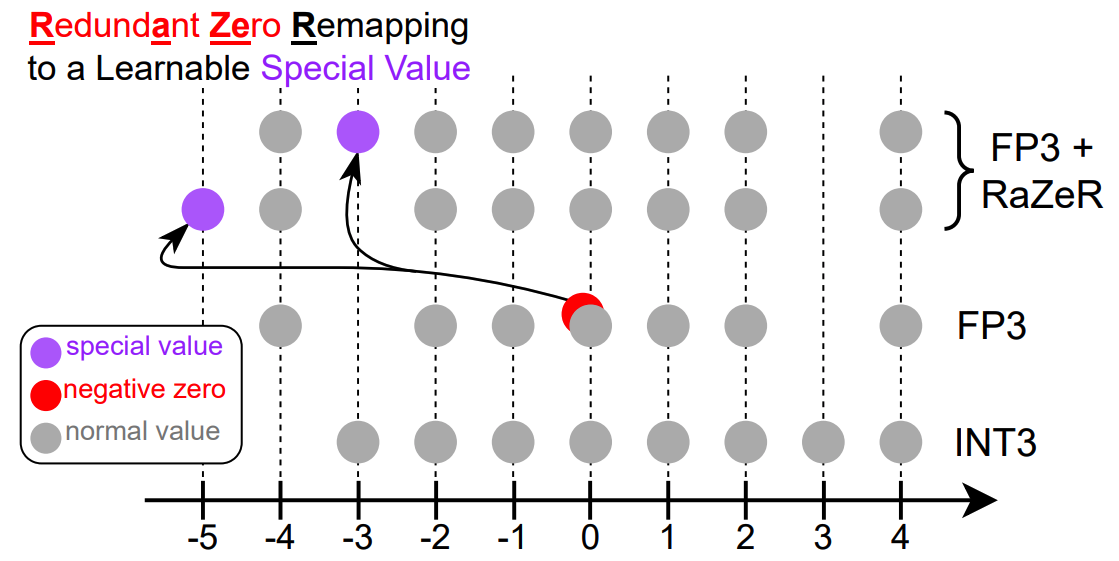 Redundant Zero Remapping
to a Learnable Special Value
FP3 +
RaZeR
FP3
special value
negative zero
normal value
INT3
-5 -4 -3 -2 -1 0 1 2 3 4